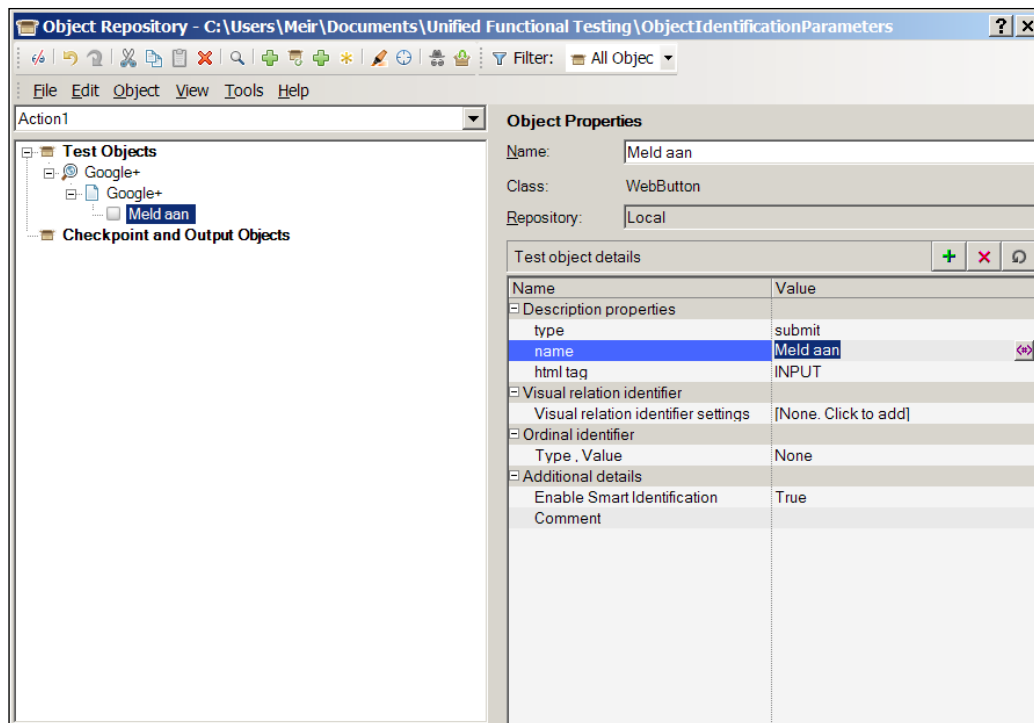 Object Repository - C:\Users\Meir\Documents\Unified Functional Testing\ObjectIdentificationParameters
Filter: All Objec
File Edit Object View Tools Help
Action1
Test Objects
Google+
Google+
Meld aan
Checkpoint and Output Objects
Object Properties
Name: Meld aan
Class: WebButton
Repository: Local
Test object details
Name Value
Description properties
type submit
name Meld aan
html tag INPUT
Visual relation identifier
Visual relation identifier settings [None. Click to add]
Ordinal identifier
Type , Value None
Additional details
Enable Smart Identification True
Comment